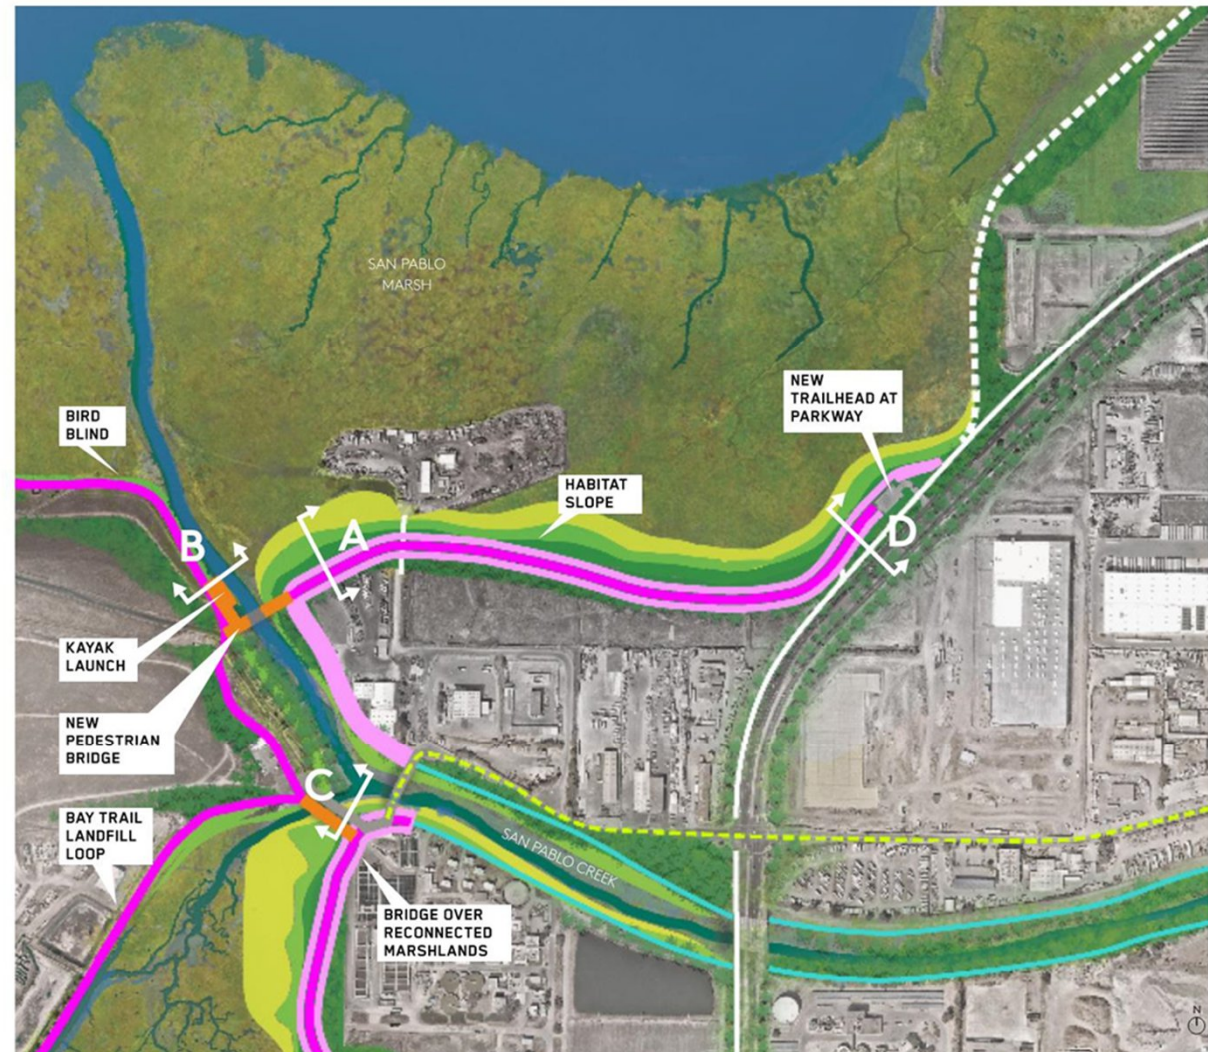 SAN PABLO
MARSH
NEW
TRAILHEAD AT
PARKWAY
BIRD
BLIND
HABITAT
SLOPE
B
A
D
KAYAK
LAUNCH
NEW
PEDESTRIAN
BRIDGE
C
BAY TRAIL
LANDFILL
LOOP
SAN PABLO CREEK
BRIDGE OVER
RECONNECTED
MARSHLANDS
N